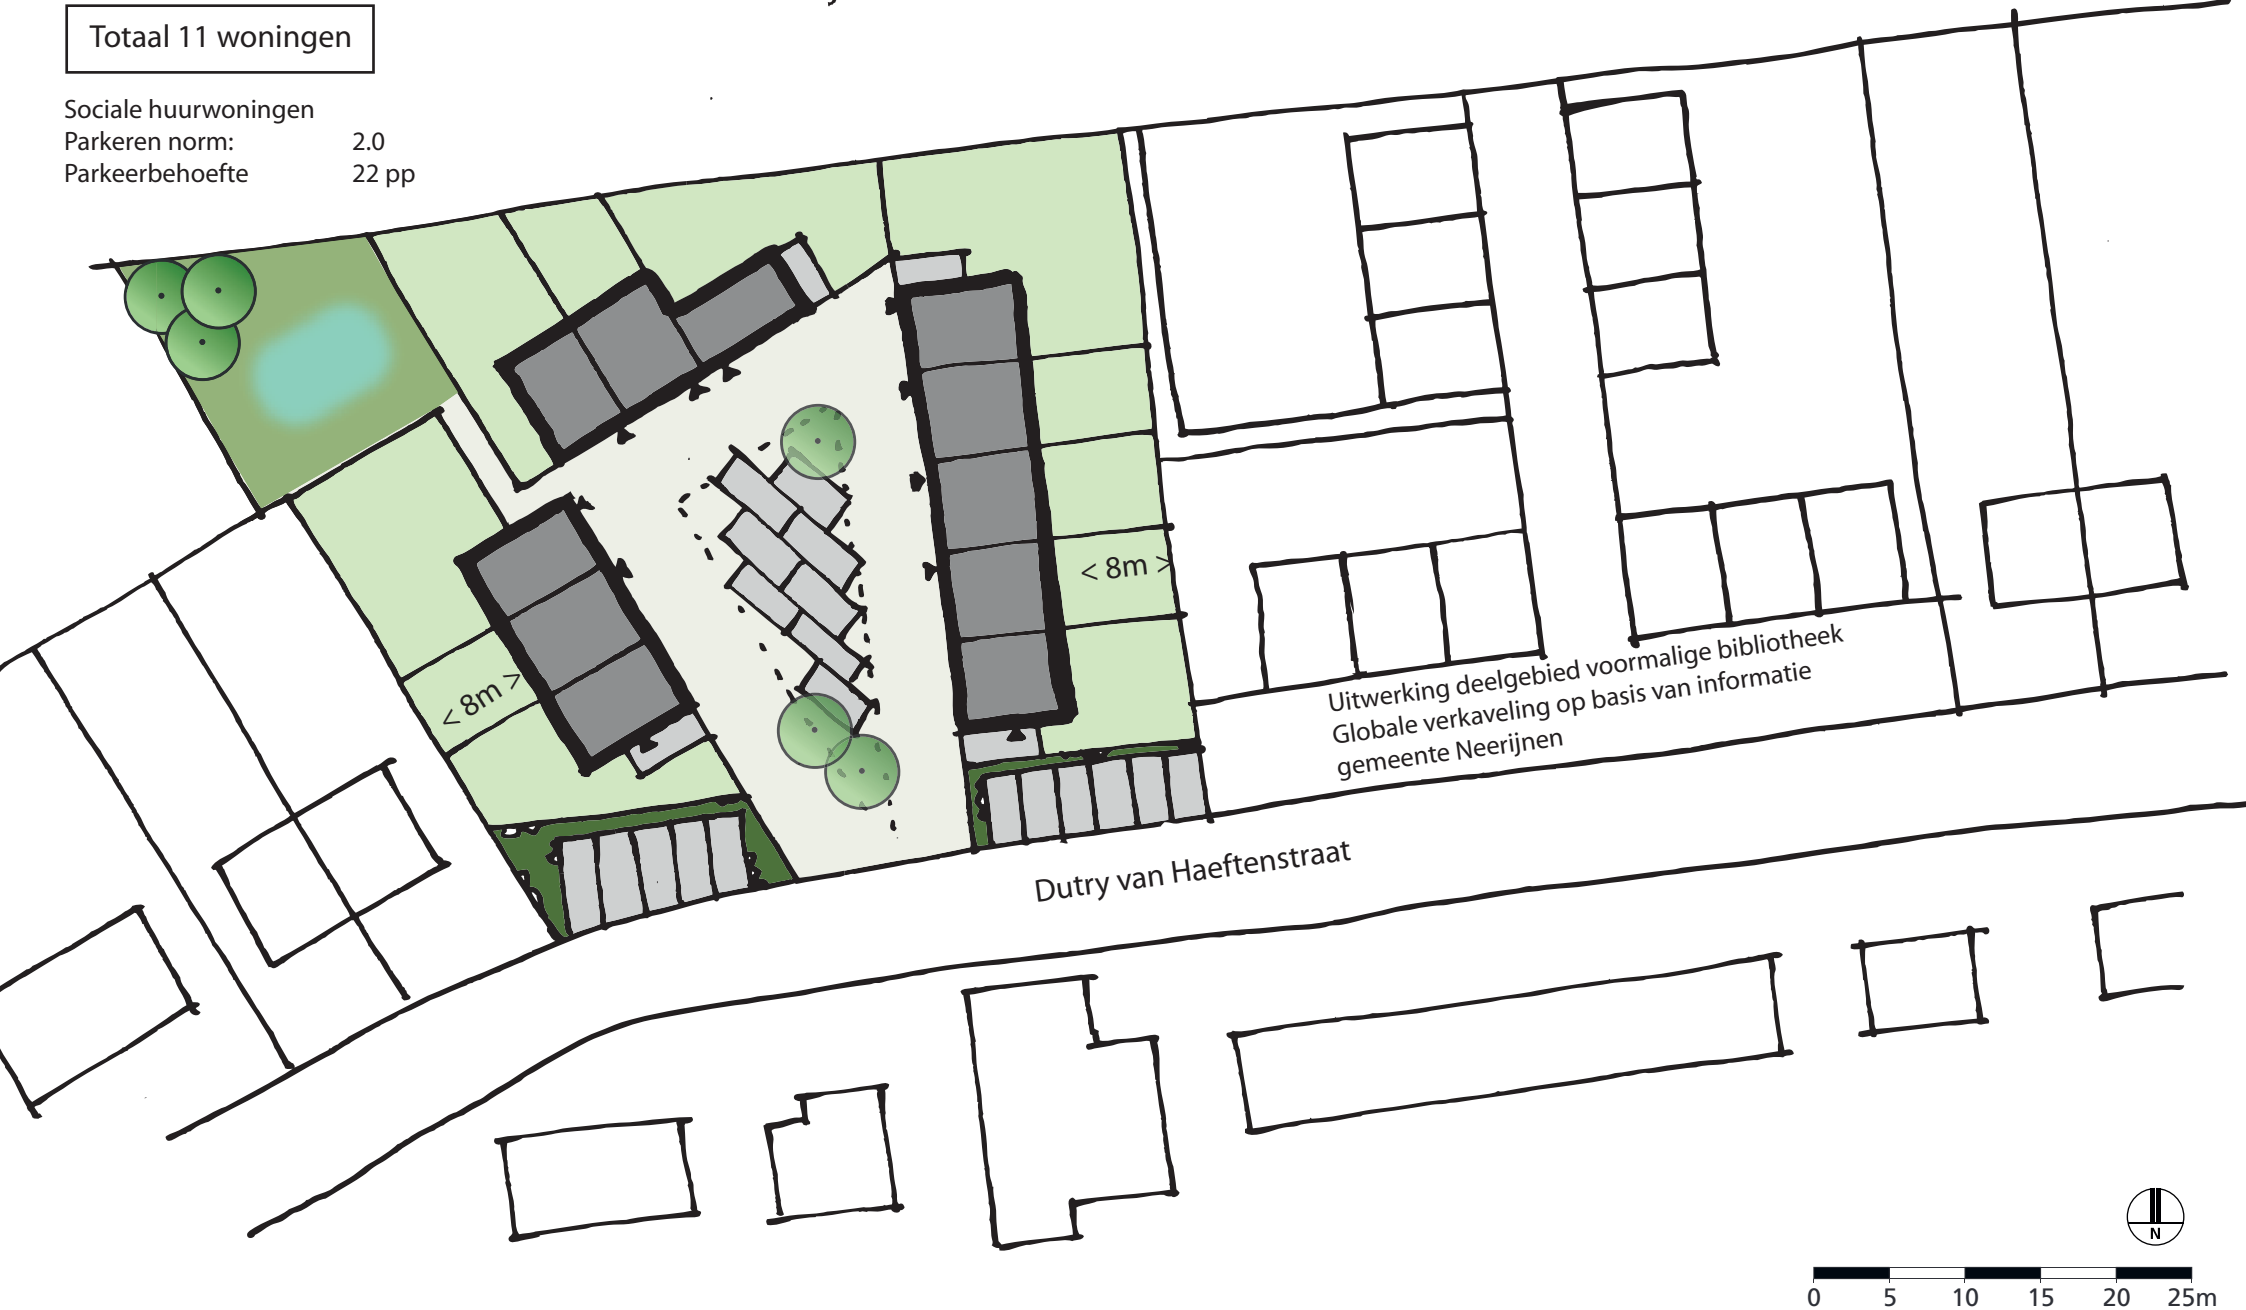 Totaal 11 woningen
Sociale huurwoningen
Parkeren norm: 2.0
Parkeerbehoefte 22 pp
< 8m >
< 8m >
Uitwerking deelgebied voormalige bibliotheek
Globale verkaveling op basis van informatie
gemeente Neerijnen
Dutry van Haeftenstraat
N
0 5 10 15 20 25m